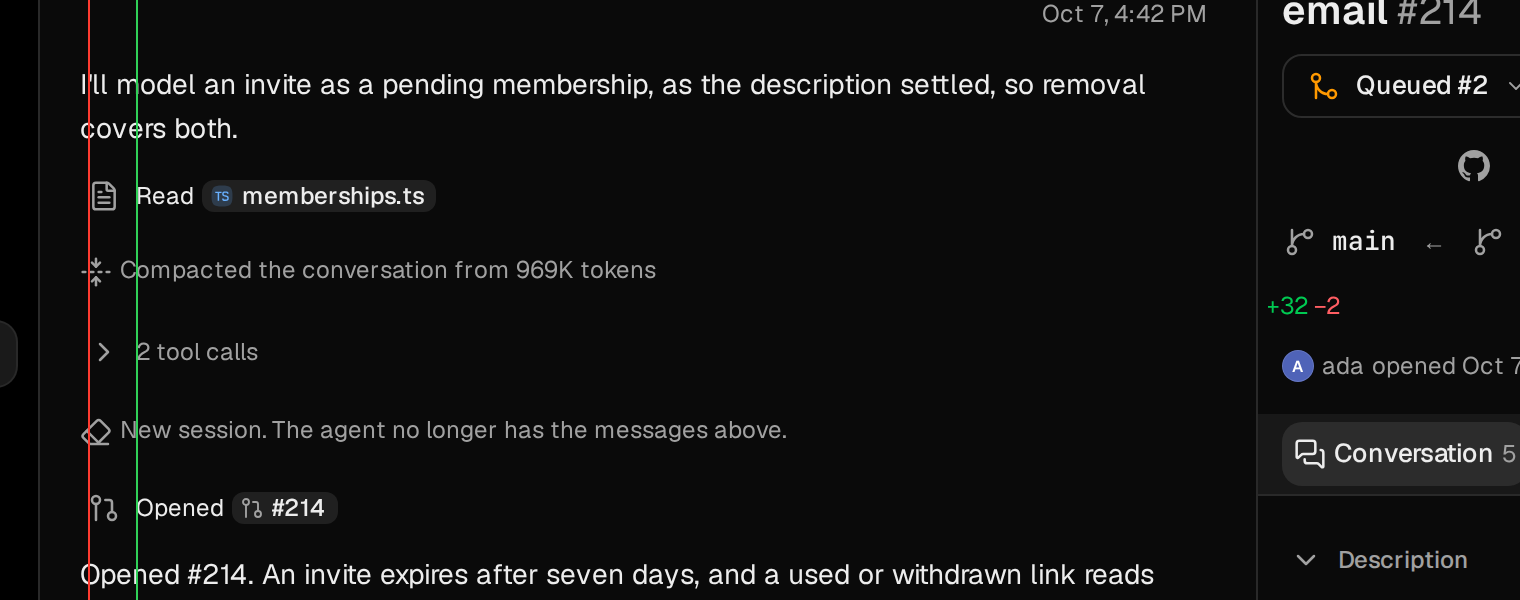 Oct 7, 4:42 PM
I'll model an invite as a pending membership, as the description settled, so removal
covers both.
Read TS memberships.ts
Compacted the conversation from 969K tokens
2 tool calls
New session. The agent no longer has the messages above.
Opened #214
Opened #214. An invite expires after seven days, and a used or withdrawn link reads
email #214
Queued #2
main ←
+32 −2
A ada opened Oct 7
Conversation 5
Description